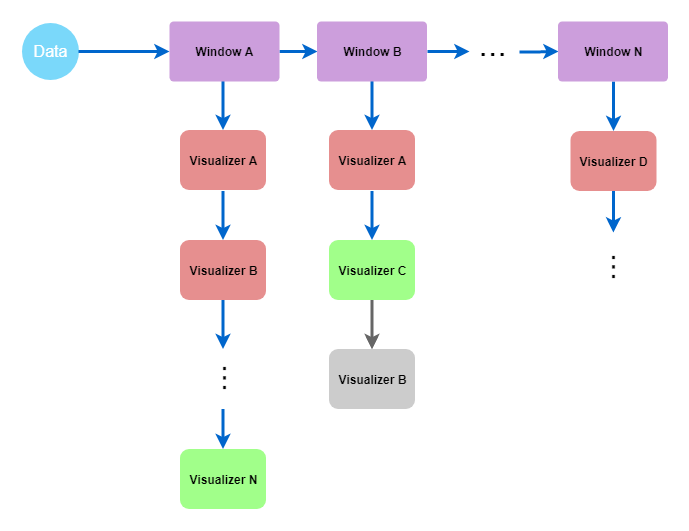 Data
Window A
Window B
...
Window N
Visualizer A
Visualizer A
Visualizer D
Visualizer B
Visualizer C
⋮
⋮
Visualizer B
Visualizer N